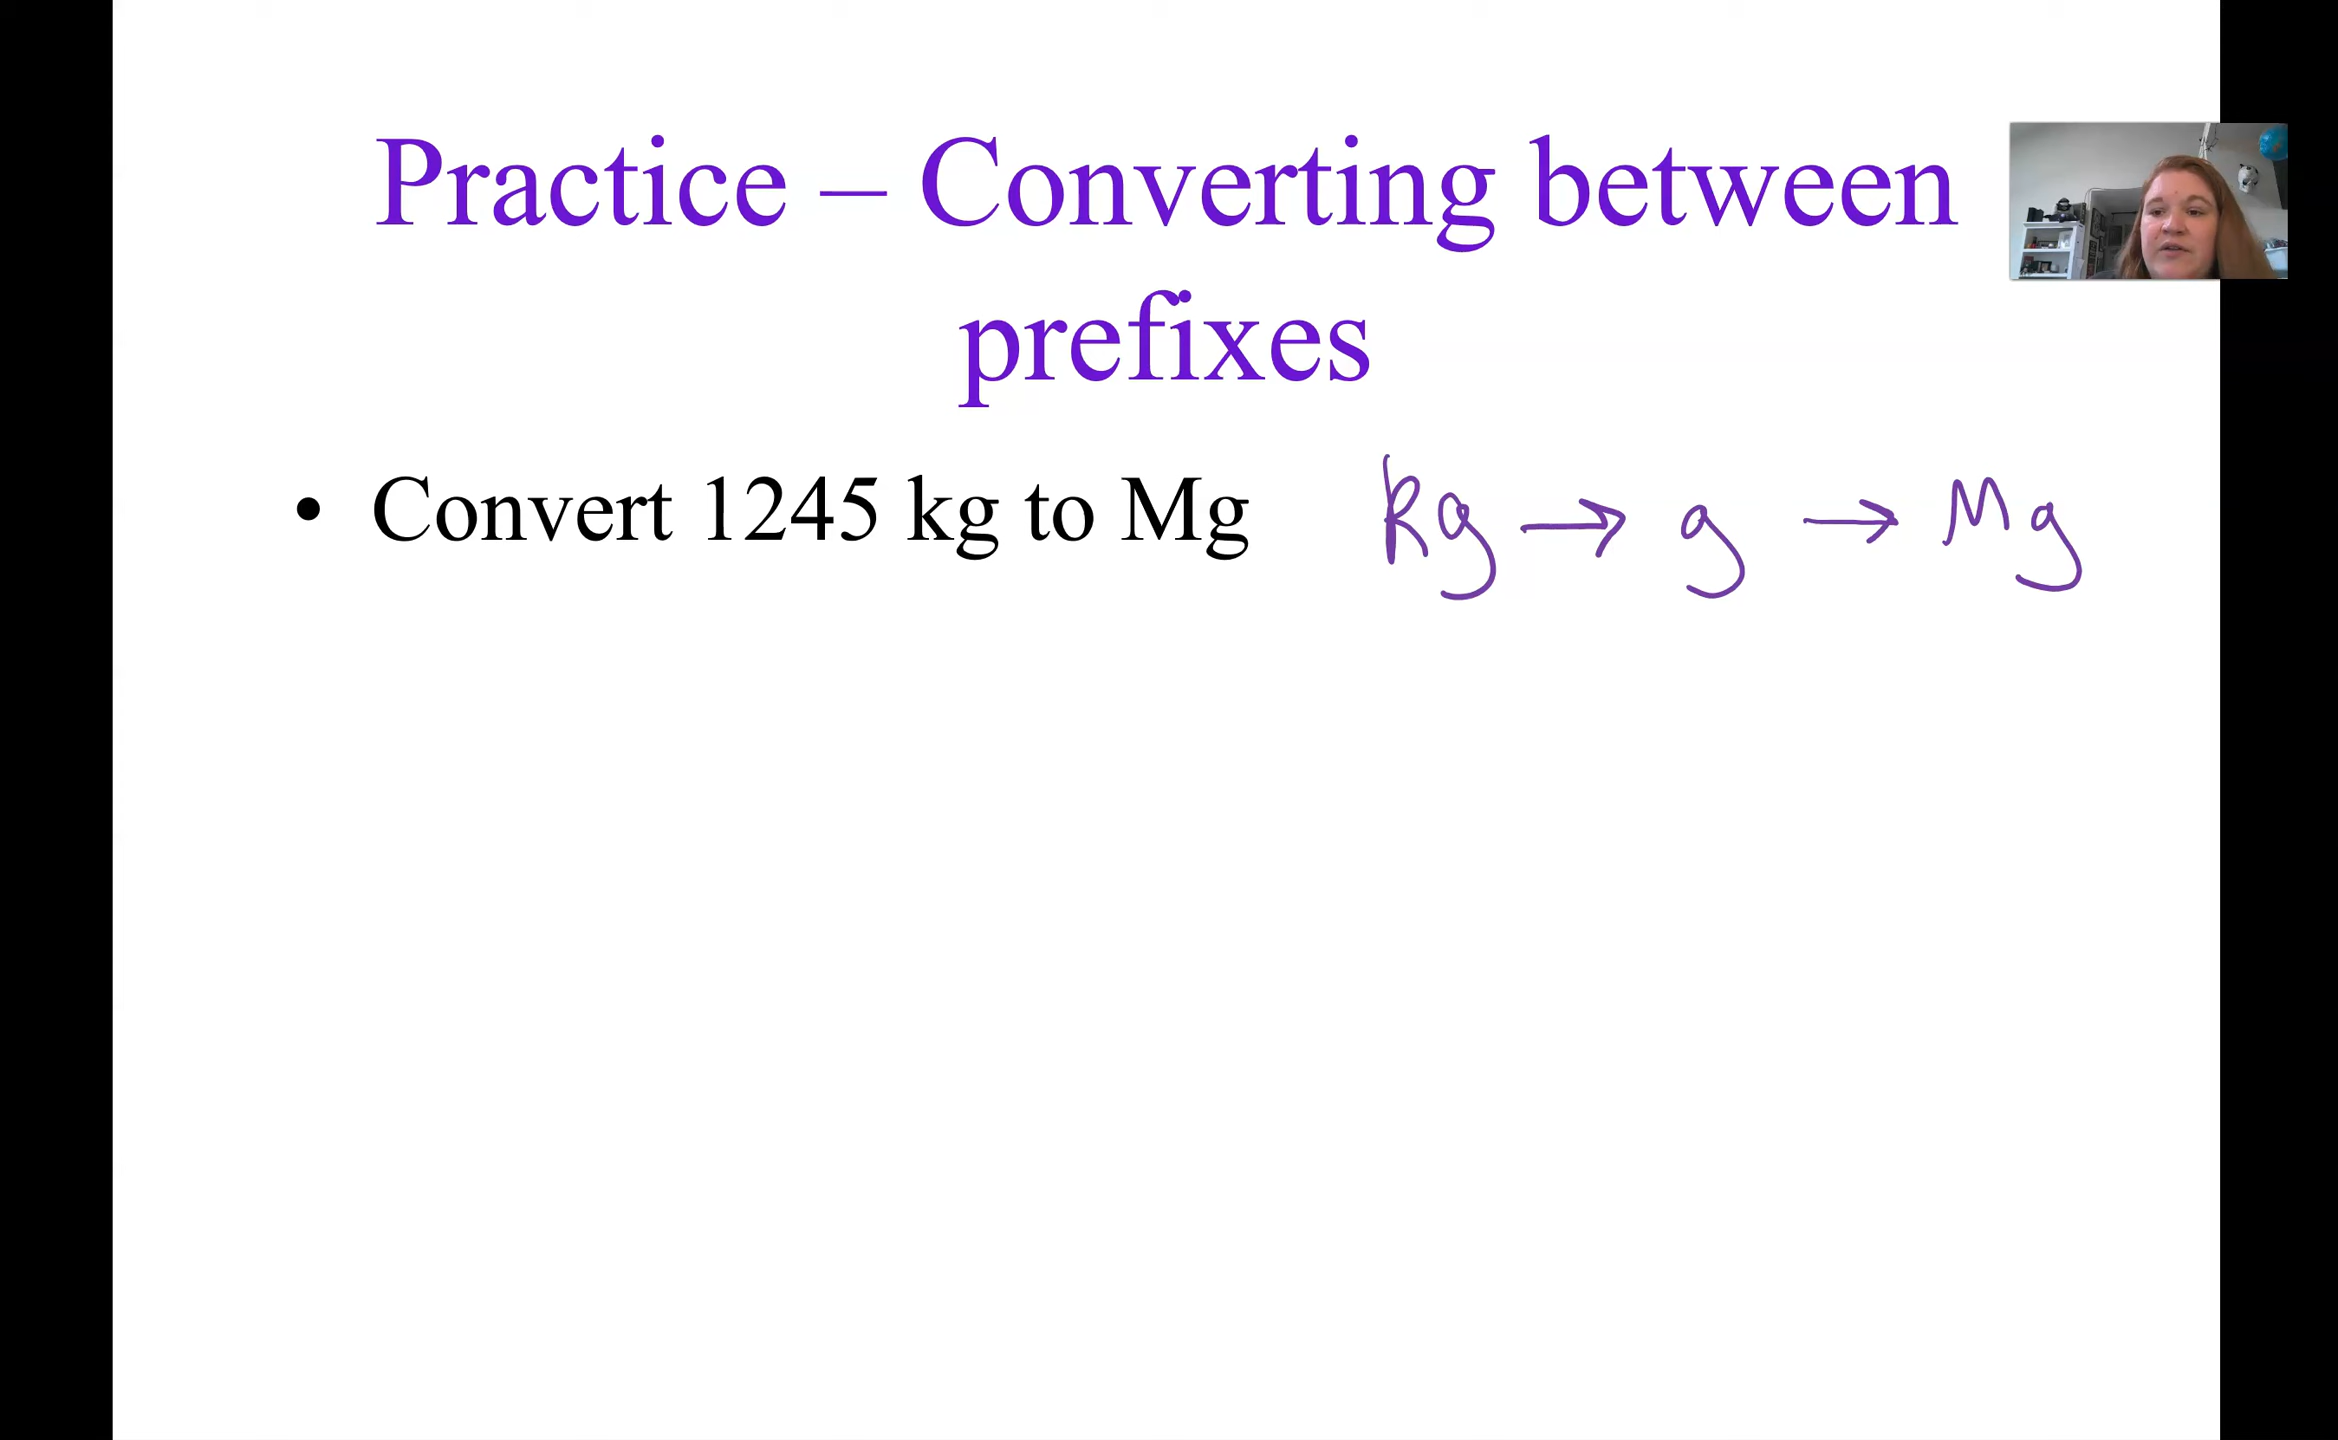 Practice – Converting between
prefixes
• Convert 1245 kg to Mg kg → g → Mg